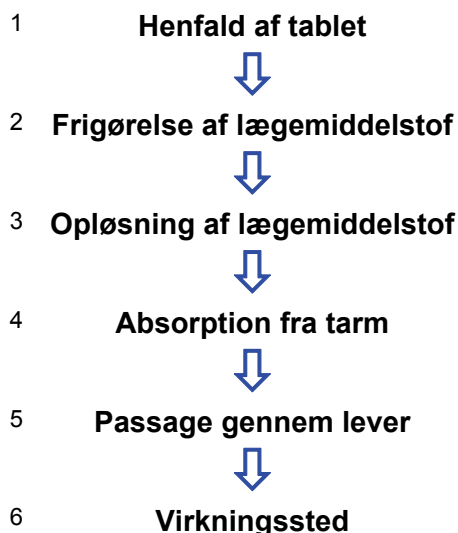 1 Henfald af tablet
2 Frigørelse af lægemiddelstof
3 Opløsning af lægemiddelstof
4 Absorption fra tarm
5 Passage gennem lever
6 Virkningssted